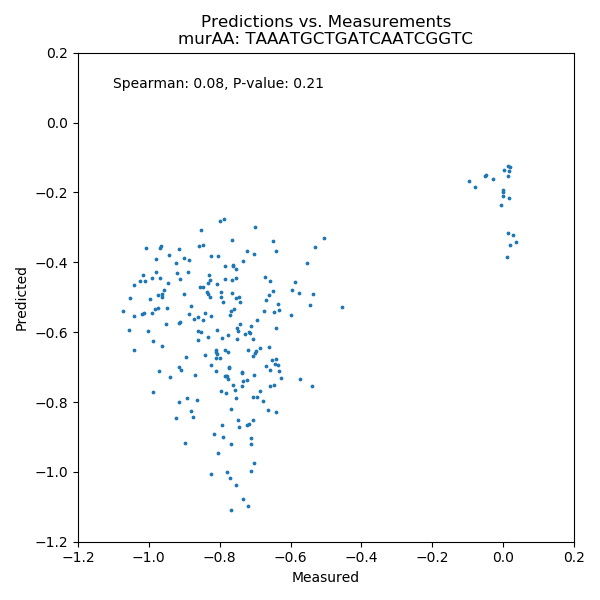 Predictions vs. Measurements
murAA: TAAATGCTGATCAATCGGTC
Spearman: 0.08, P-value: 0.21
0.2
0.0
−0.2
−0.4
−0.6
−0.8
−1.0
−1.2
Predicted
−1.2 −1.0 −0.8 −0.6 −0.4 −0.2 0.0 0.2
Measured